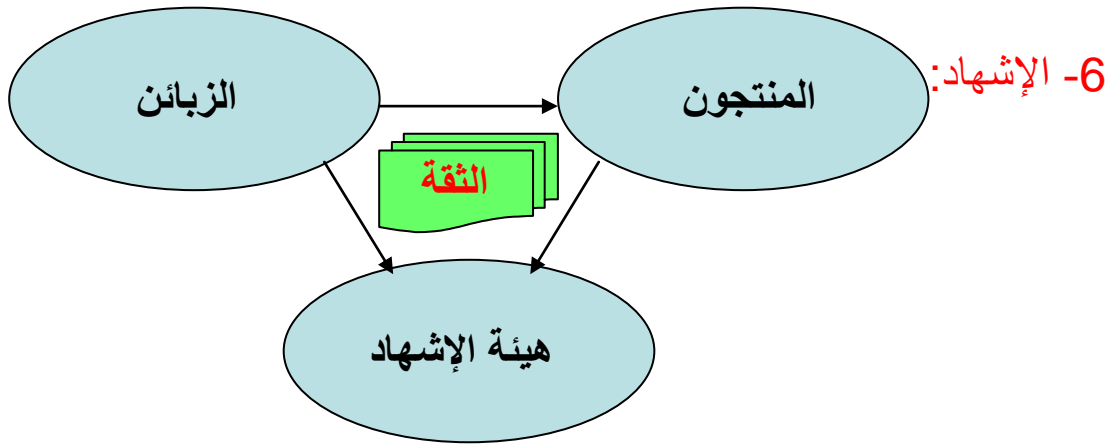 6- الإشهاد:
المنتجون
الزبائن
الثقة
هيئة الإشهاد